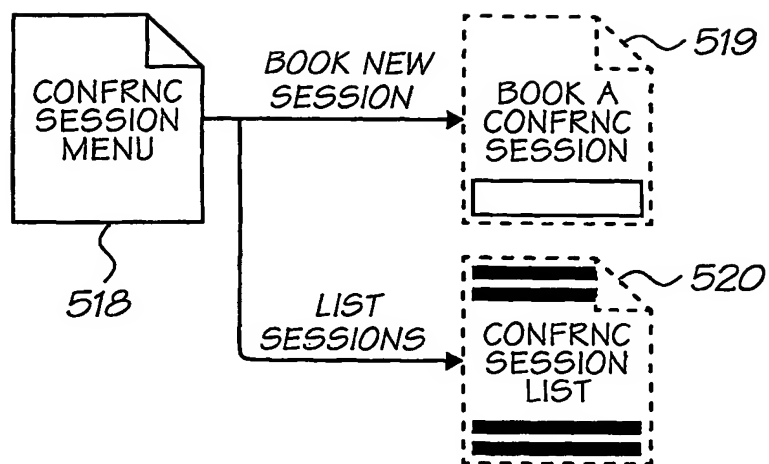 CONFRNC
SESSION
MENU
518
BOOK NEW
SESSION
BOOK A
CONFRNC
SESSION
519
LIST
SESSIONS
CONFRNC
SESSION
LIST
520